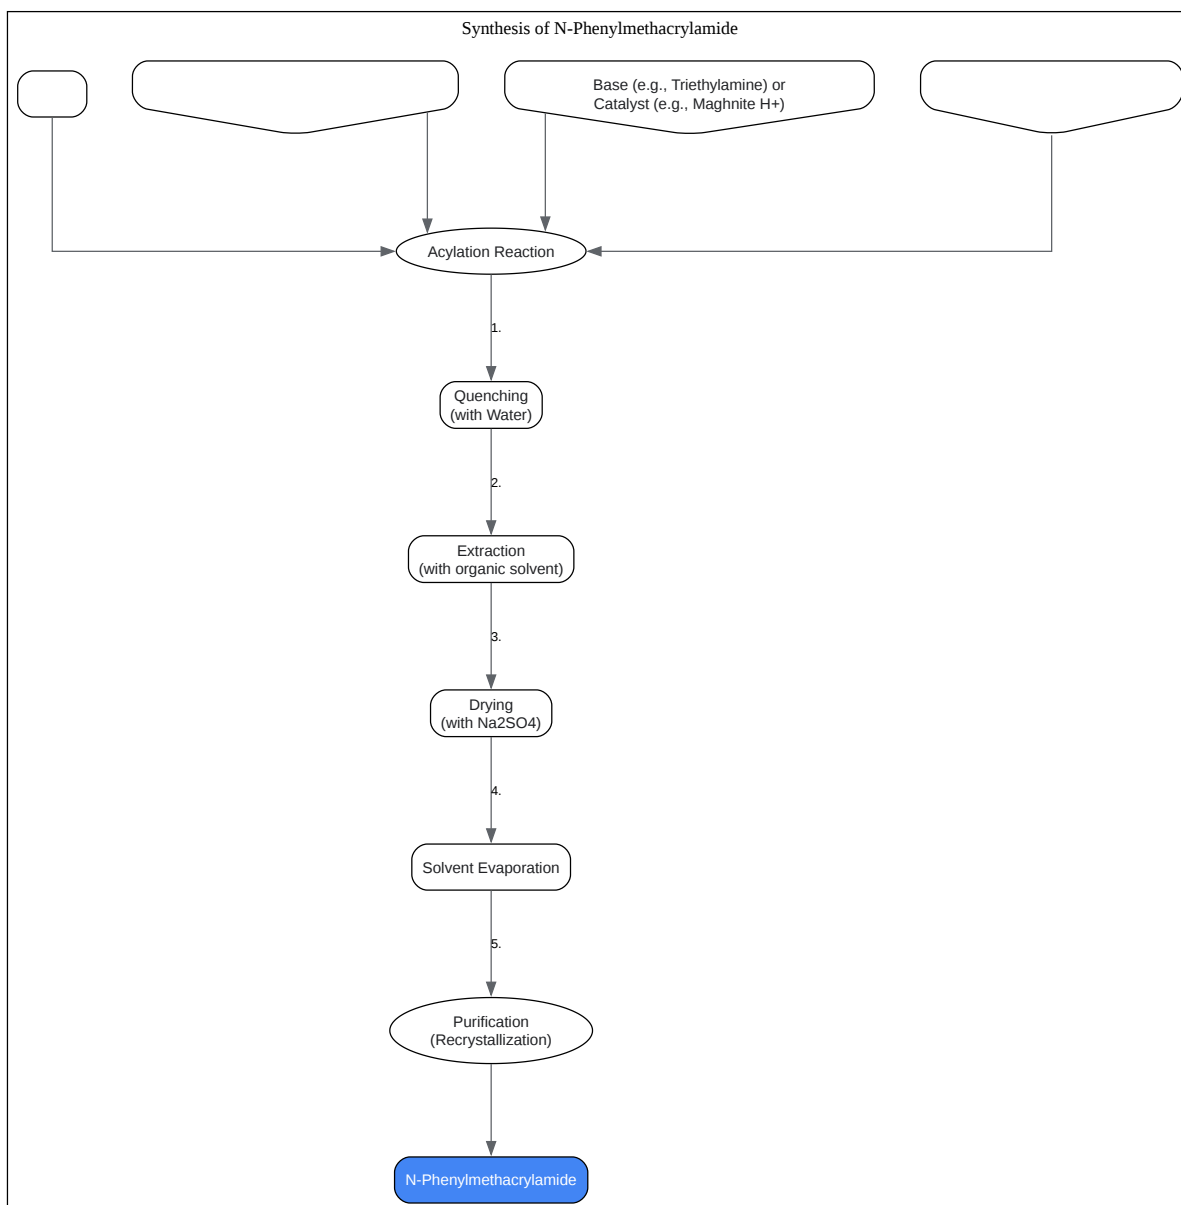 Synthesis of N-Phenylmethacrylamide
Base (e.g., Triethylamine) or
Catalyst (e.g., Maghnite H+)
Acylation Reaction
1.
Quenching
(with Water)
2.
Extraction
(with organic solvent)
3.
Drying
(with Na2SO4)
4.
Solvent Evaporation
5.
Purification
(Recrystallization)
N-Phenylmethacrylamide